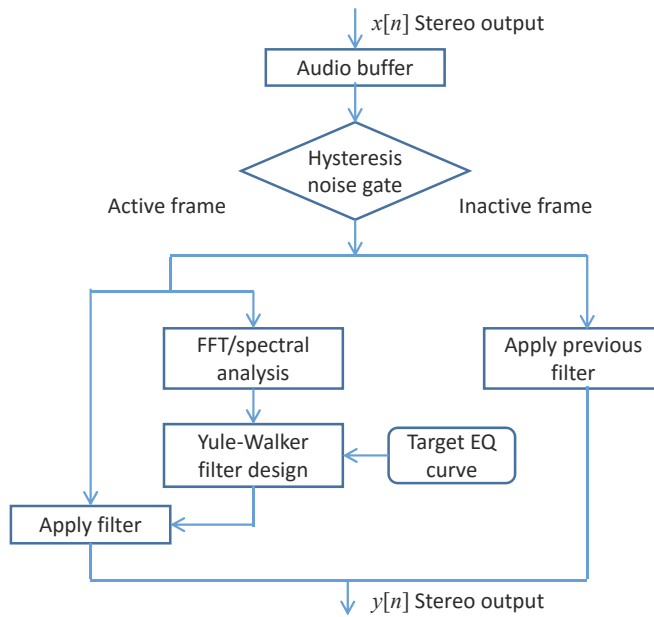 x[n] Stereo output
Audio buffer
Hysteresis
noise gate
Active frame
Inactive frame
FFT/spectral
analysis
Apply previous
filter
Yule-Walker
filter design
Target EQ
curve
Apply filter
y[n] Stereo output